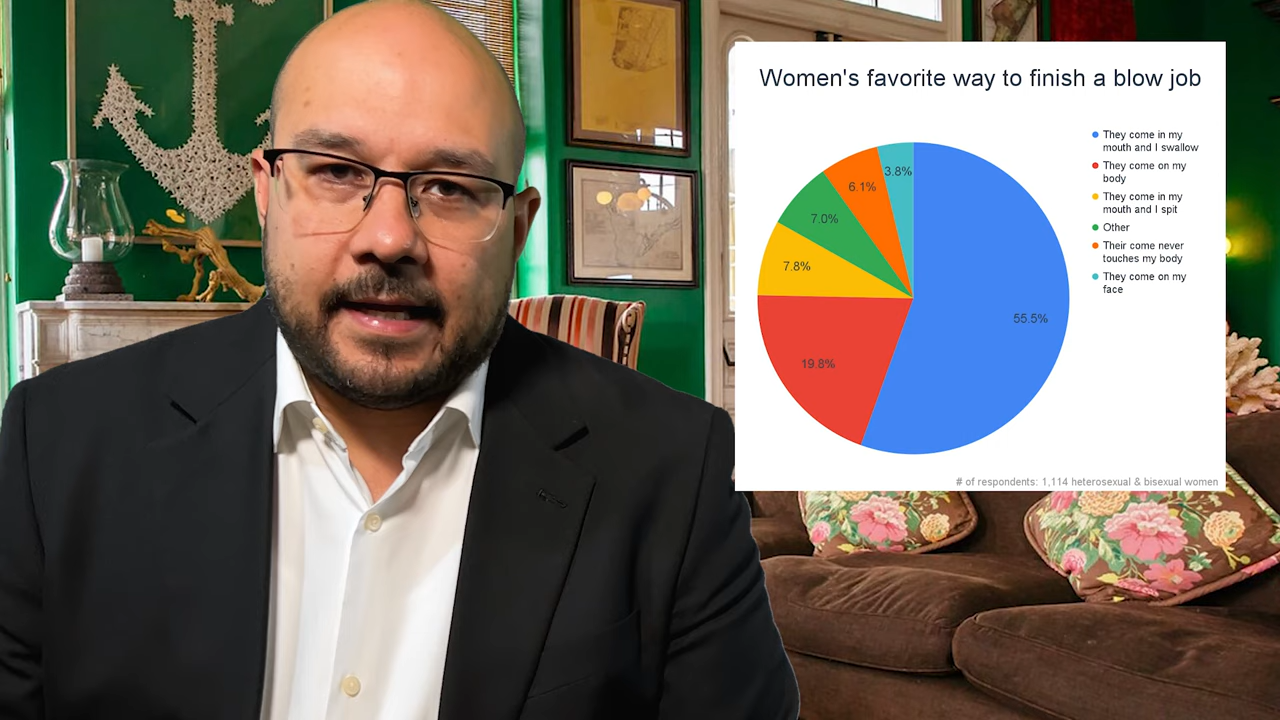 Women's favorite way to finish a blow job
They come in my
mouth and I swallow
They come on my
body
They come in my
mouth and I spit
Other
Their come never
touches my body
They come on my
face
3.8%
6.1%
7.0%
7.8%
19.8%
55.5%
# of respondents: 1,114 heterosexual & bisexual women